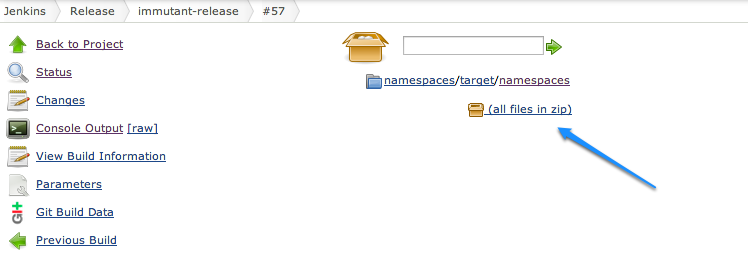 Jenkins Release immutant-release #57
Back to Project
Status
Changes
Console Output [raw]
View Build Information
Parameters
Git Build Data
Previous Build
namespaces/target/namespaces
(all files in zip)